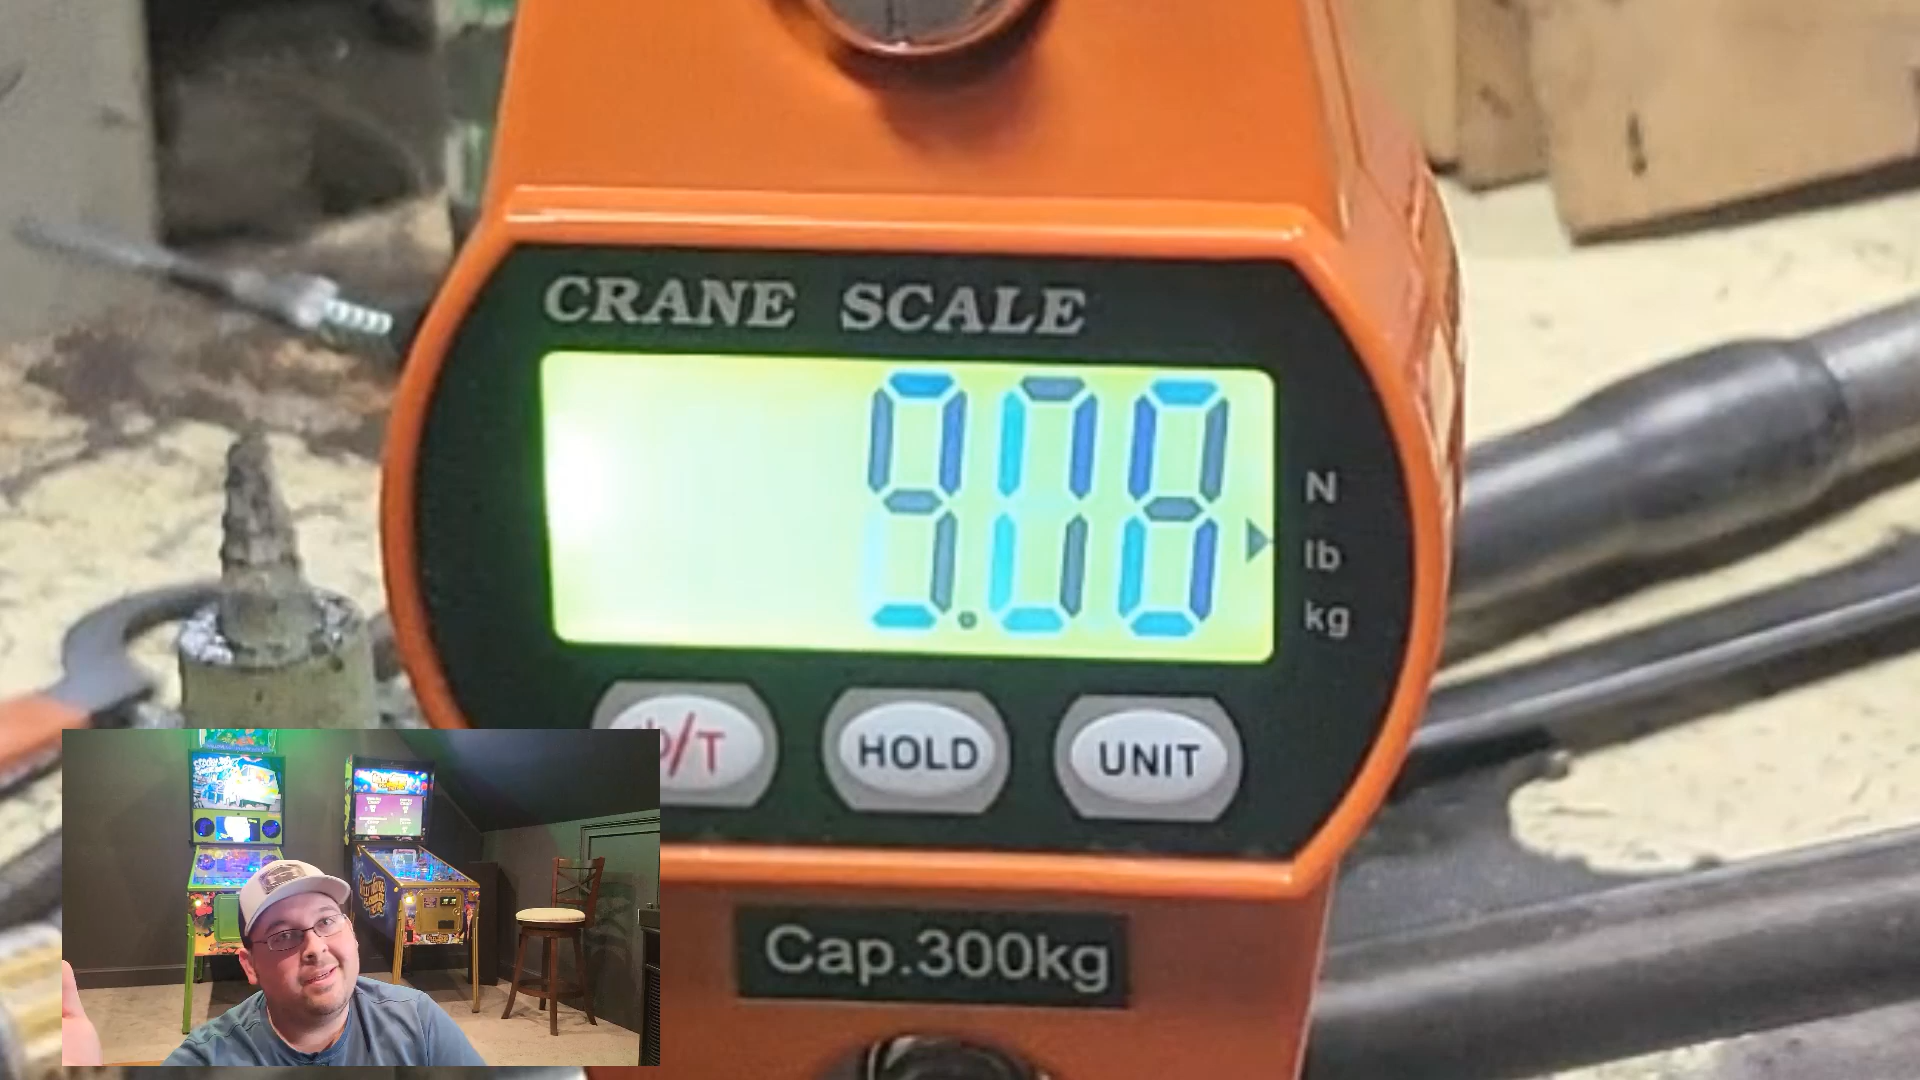 CRANE SCALE
9.08
N
lb
kg
/T
HOLD
UNIT
Cap.300kg